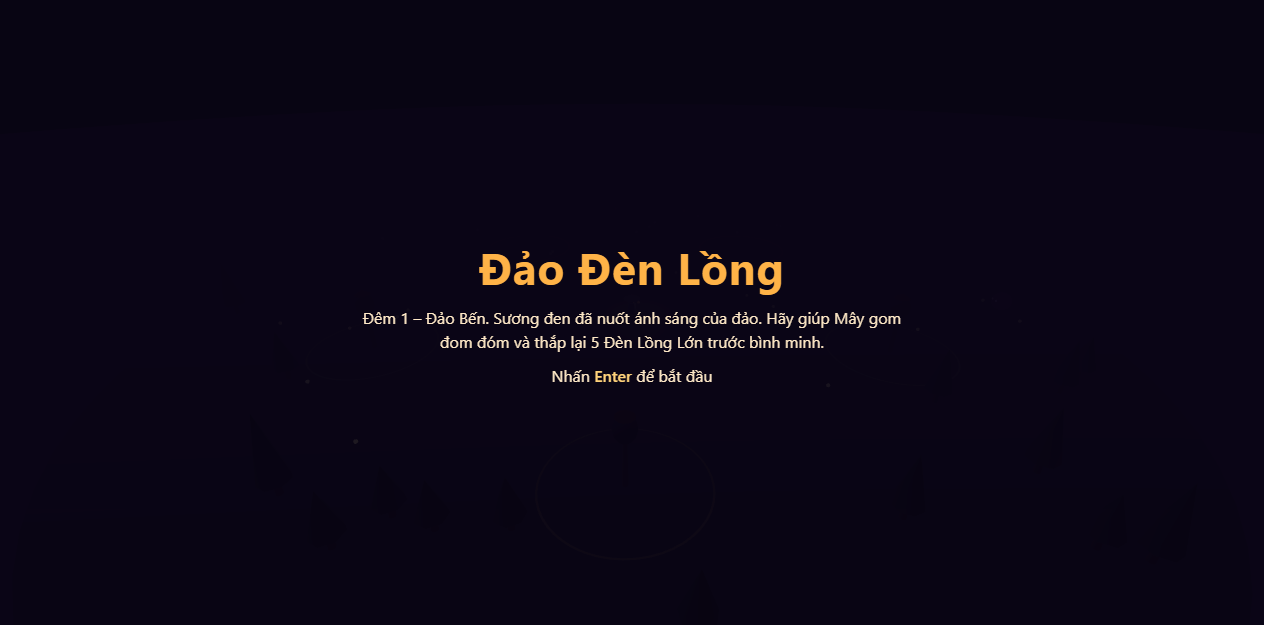 Đảo Đèn Lồng
Đêm 1 – Đảo Bến. Sương đen đã nuốt ánh sáng của đảo. Hãy giúp Mây gom
đom đóm và thắp lại 5 Đèn Lồng Lớn trước bình minh.
Nhấn Enter để bắt đầu